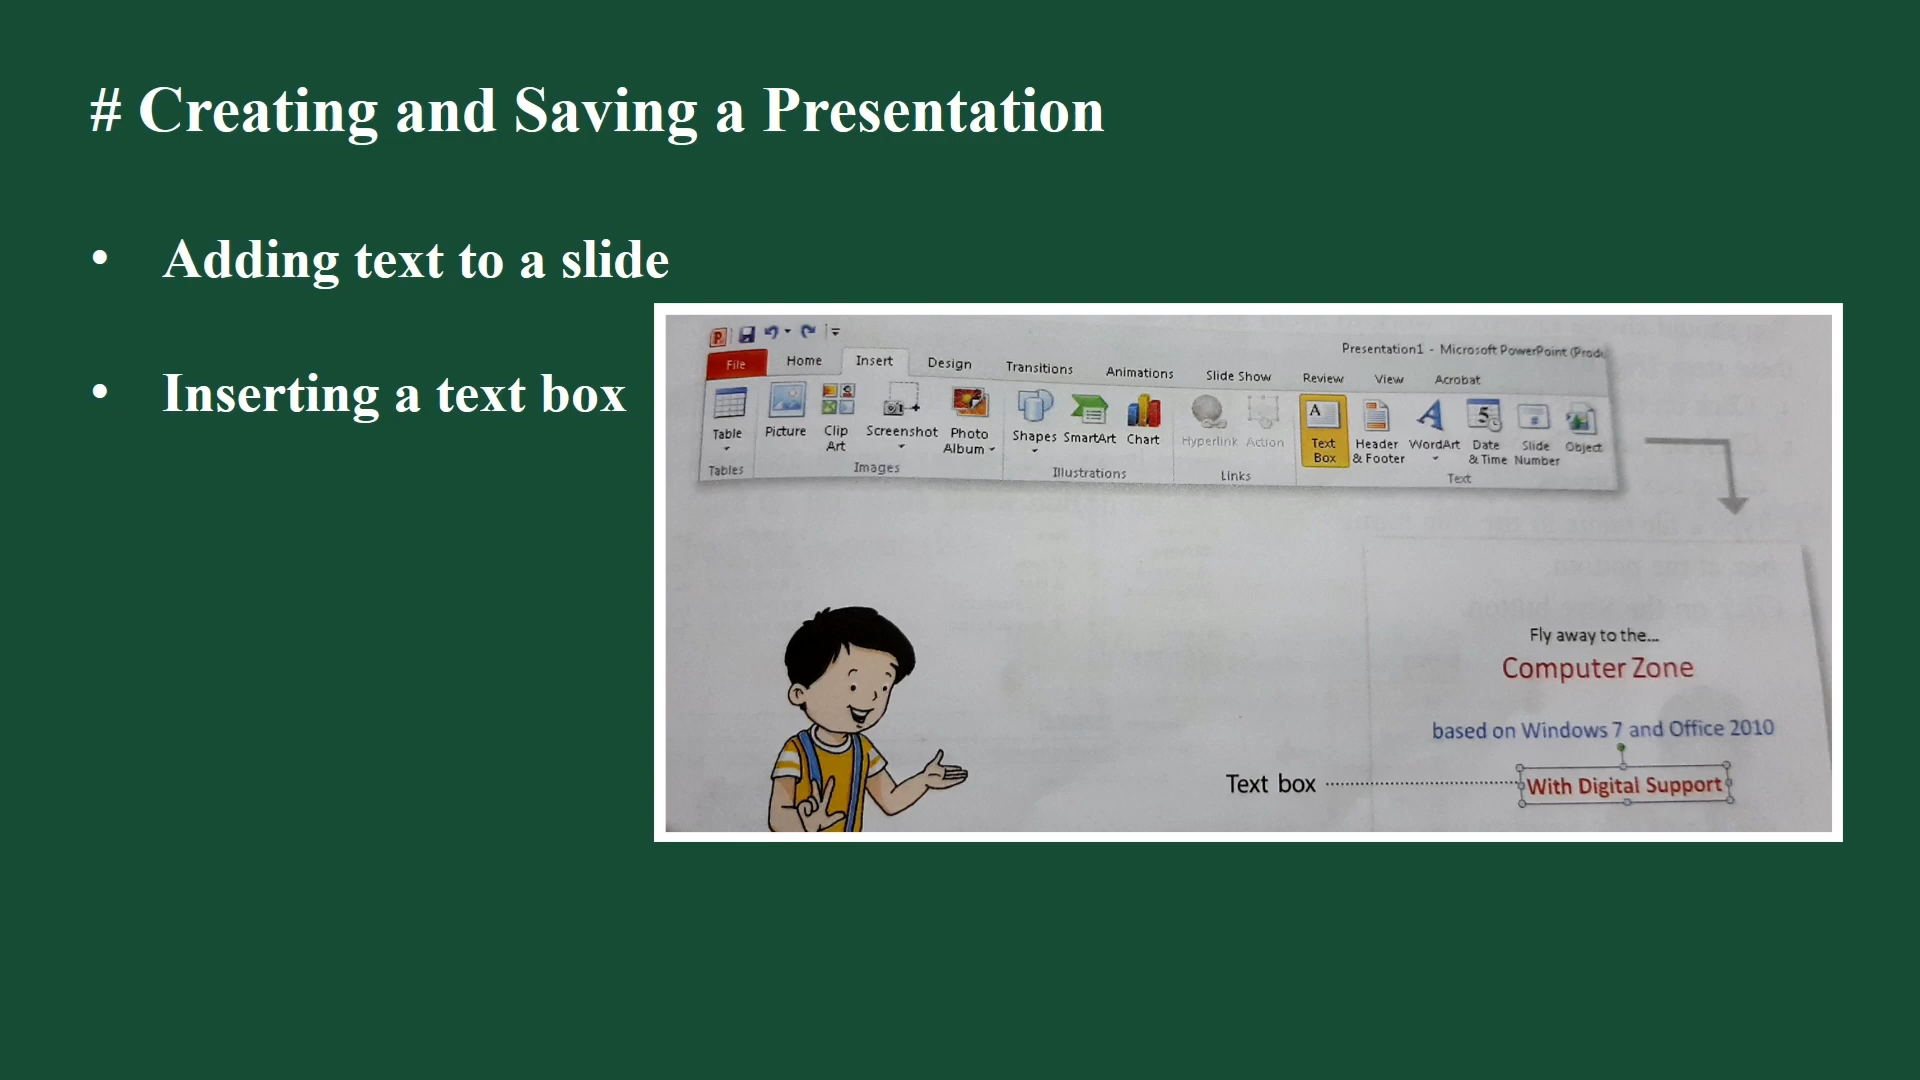 # Creating and Saving a Presentation
• Adding text to a slide
• Inserting a text box
Presentation1 - Microsoft PowerPoint (Prod
File Home Insert Design Transitions Animations Slide Show Review View Acrobat
Table Picture Clip Art Screenshot Photo Album Shapes SmartArt Chart Hyperlink Action Text Box Header & Footer WordArt Date & Time Slide Number Object
Tables Images Illustrations Links Text
Fly away to the...
Computer Zone
based on Windows 7 and Office 2010
Text box With Digital Support